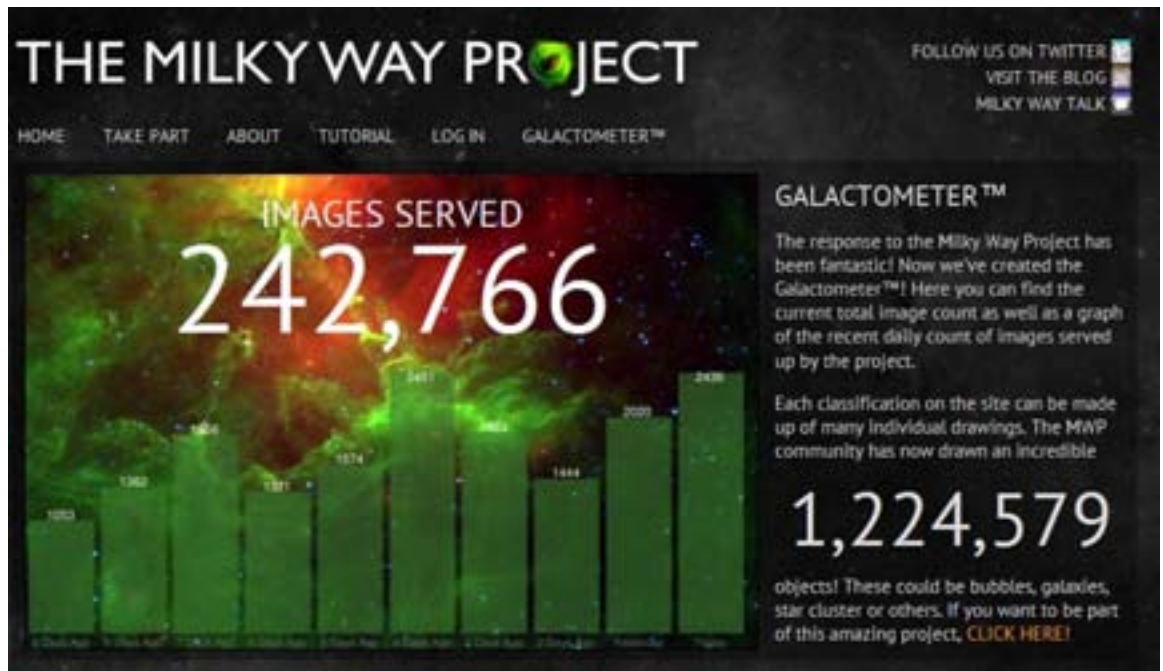 THE MILKY WAY PROJECT
FOLLOW US ON TWITTER
VISIT THE BLOG
MILKY WAY TALK
HOME TAKE PART ABOUT TUTORIAL LOG IN GALACTOMETER™
IMAGES SERVED
242,766
2020
1574
1444
1053
GALACTOMETER™
The response to the Milky Way Project has
been fantastic! Now we've created the
Galactometer™! Here you can find the
current total image count as well as a graph
of the recent daily count of images served
up by the project.
Each classification on the site can be made
up of many individual drawings. The MWP
community has now drawn an incredible
1,224,579
objects! These could be bubbles, galaxies,
star cluster or others. If you want to be part
of this amazing project, CLICK HERE!